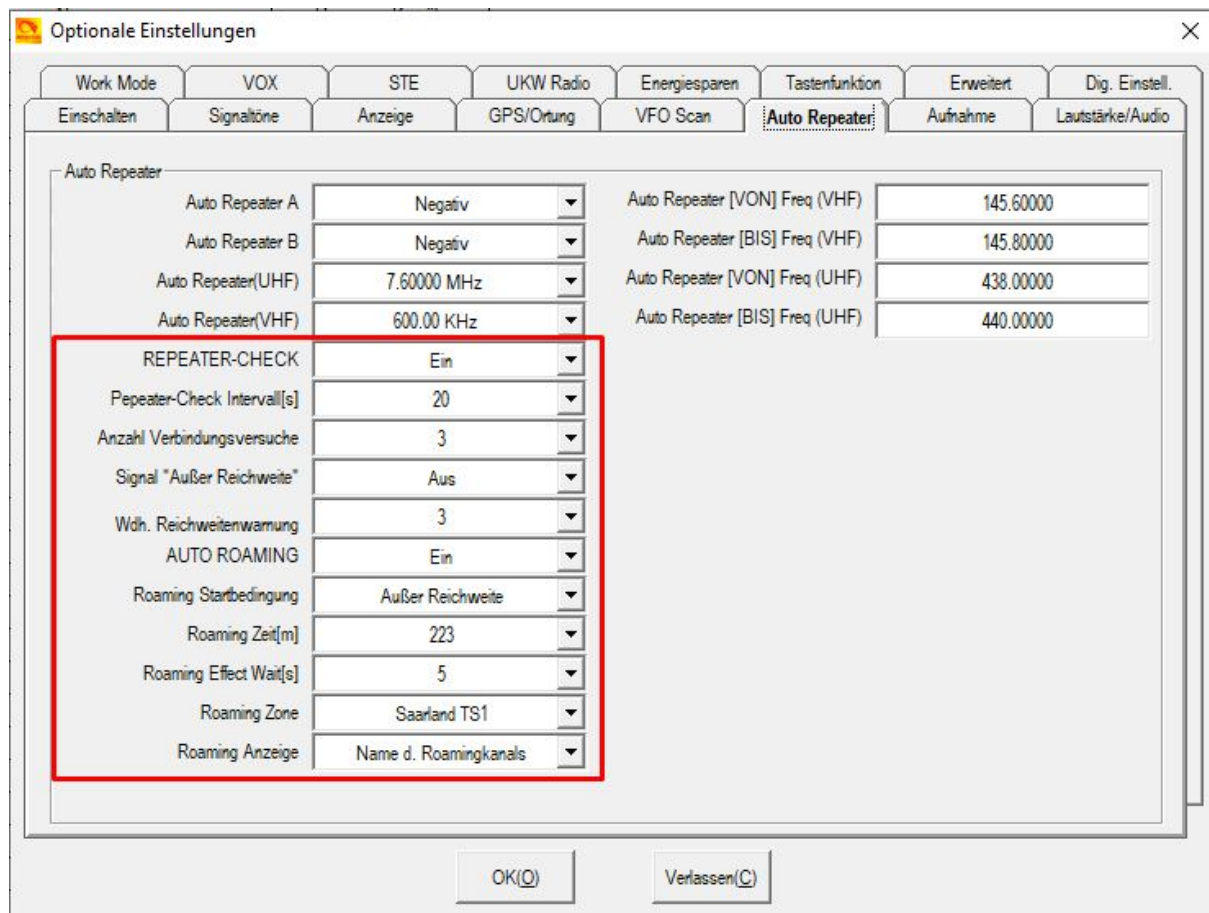 Optionale Einstellungen
Work Mode VOX STE UKW Radio Energiesparen Tastenfunktion Erweitert Dig. Einstell.
Einschalten Signaltöne Anzeige GPS/Ortung VFO Scan Auto Repeater Aufnahme Lautstärke/Audio
Auto Repeater
Auto Repeater A Negativ
Auto Repeater B Negativ
Auto Repeater(UHF) 7.60000 MHz
Auto Repeater(VHF) 600.00 KHz
REPEATER-CHECK Ein
Pepeater-Check Intervall[s] 20
Anzahl Verbindungsversuche 3
Signal "Außer Reichweite" Aus
Wdh. Reichweitenwarnung 3
AUTO ROAMING Ein
Roaming Startbedingung Außer Reichweite
Roaming Zeit[m] 223
Roaming Effect Wait[s] 5
Roaming Zone Saarland TS1
Roaming Anzeige Name d. Roamingkanals
Auto Repeater [VON] Freq (VHF) 145.60000
Auto Repeater [BIS] Freq (VHF) 145.80000
Auto Repeater [VON] Freq (UHF) 438.00000
Auto Repeater [BIS] Freq (UHF) 440.00000
OK(O) Verlassen(C)